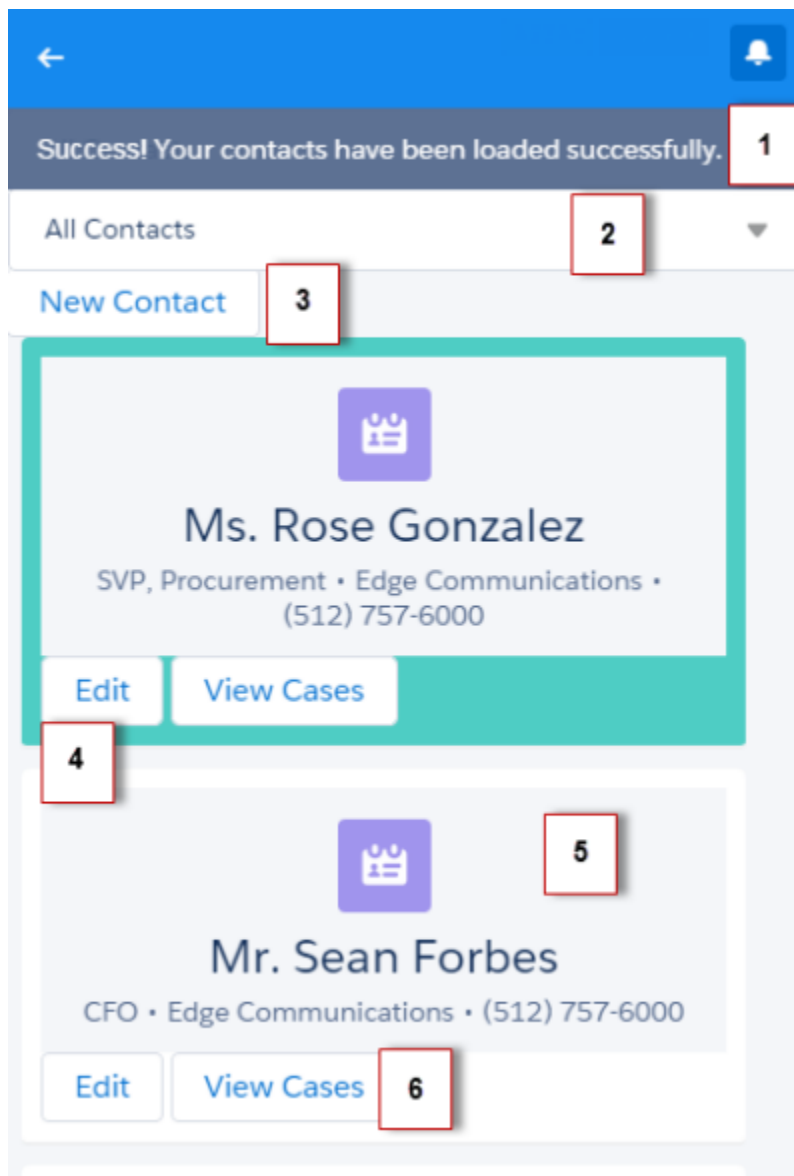 Success! Your contacts have been loaded successfully. 1
All Contacts 2
New Contact 3
Ms. Rose Gonzalez
SVP, Procurement • Edge Communications •
(512) 757-6000
Edit View Cases
4
5
Mr. Sean Forbes
CFO • Edge Communications • (512) 757-6000
Edit View Cases 6